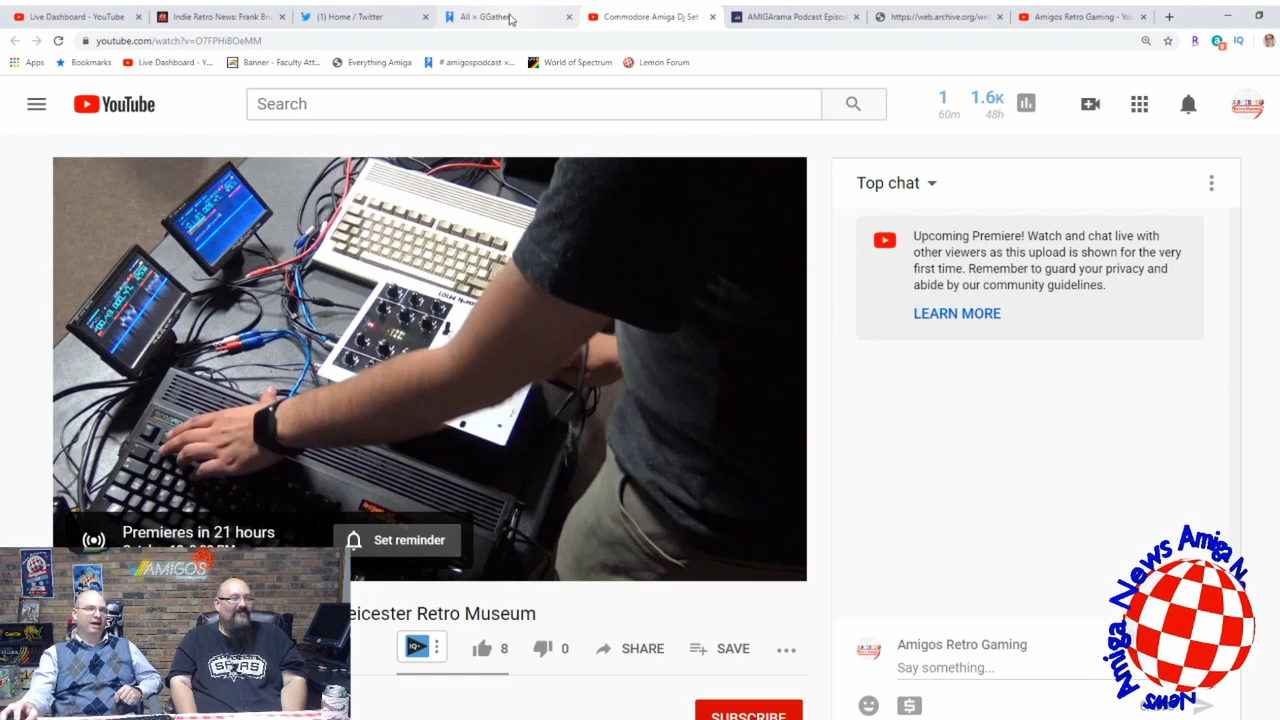 Live Dashboard - YouTube
Indie Retro News: Frank Bru
(1) Home / Twitter
All × GGather
Commodore Amiga Dj Set
AMIGArama Podcast Episo
https://web.archive.org/we
Amigos Retro Gaming - Yo
youtube.com/watch?v=O7FPHiBOeMM
Apps
Bookmarks
Live Dashboard - Y...
Banner - Faculty Att...
Everything Amiga
# amigospodcast ×...
World of Spectrum
Lemon Forum
YouTube
Search
1
60m
1.6K
48h
Top chat
Upcoming Premiere! Watch and chat live with
other viewers as this upload is shown for the very
first time. Remember to guard your privacy and
abide by our community guidelines.
LEARN MORE
Premieres in 21 hours
Set reminder
AMIGOS
eicester Retro Museum
IQ
8
0
SHARE
SAVE
SUBSCRIBE
Amigos Retro Gaming
Say something...
SPURS
Amiga News Amiga News